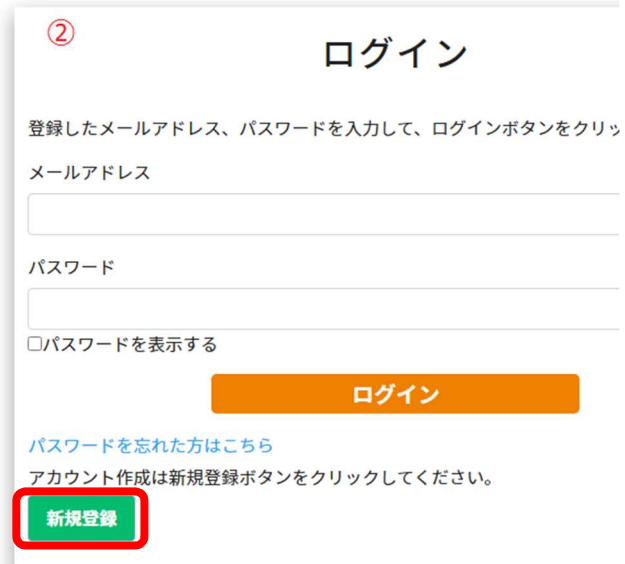 ②
ログイン
登録したメールアドレス、パスワードを入力して、ログインボタンをクリッ
メールアドレス
パスワード
パスワードを表示する
ログイン
パスワードを忘れた方はこちら
アカウント作成は新規登録ボタンをクリックしてください。
新規登録